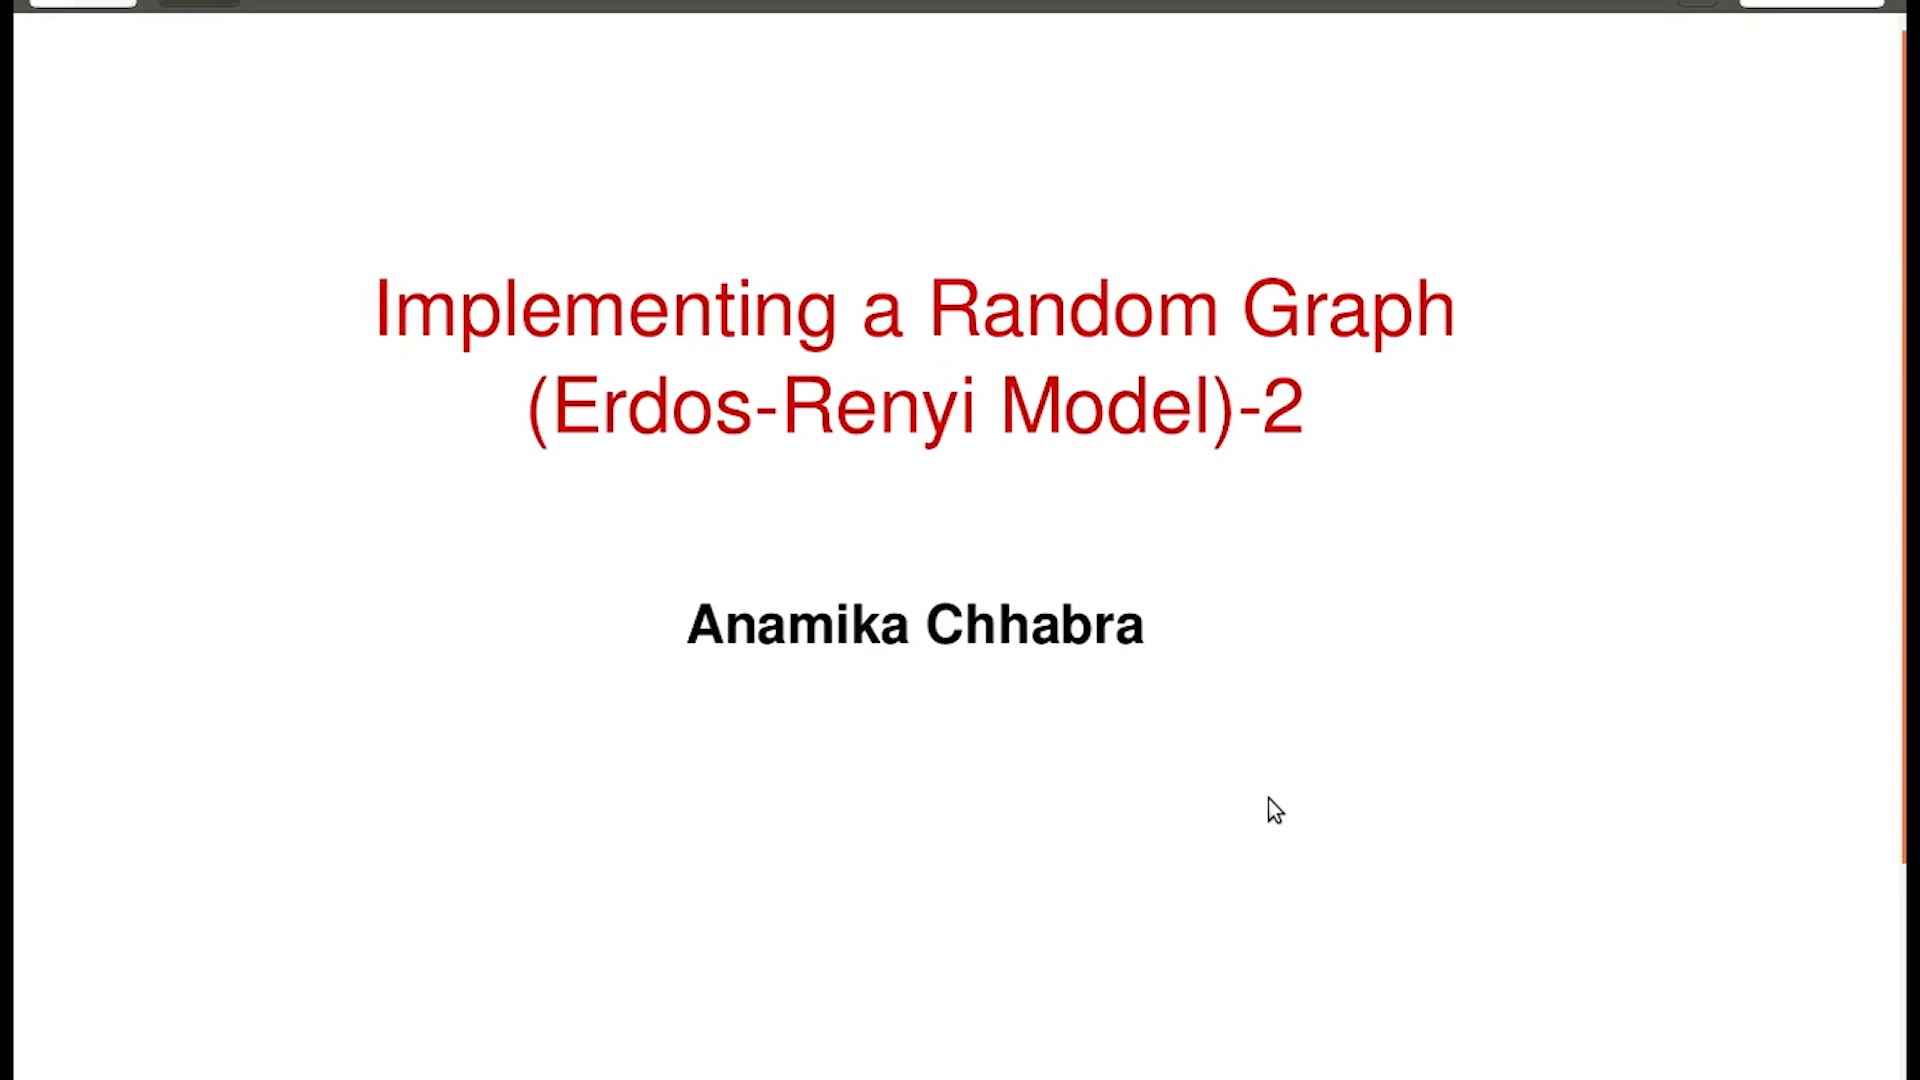 Implementing a Random Graph
(Erdos-Renyi Model)-2
Anamika Chhabra